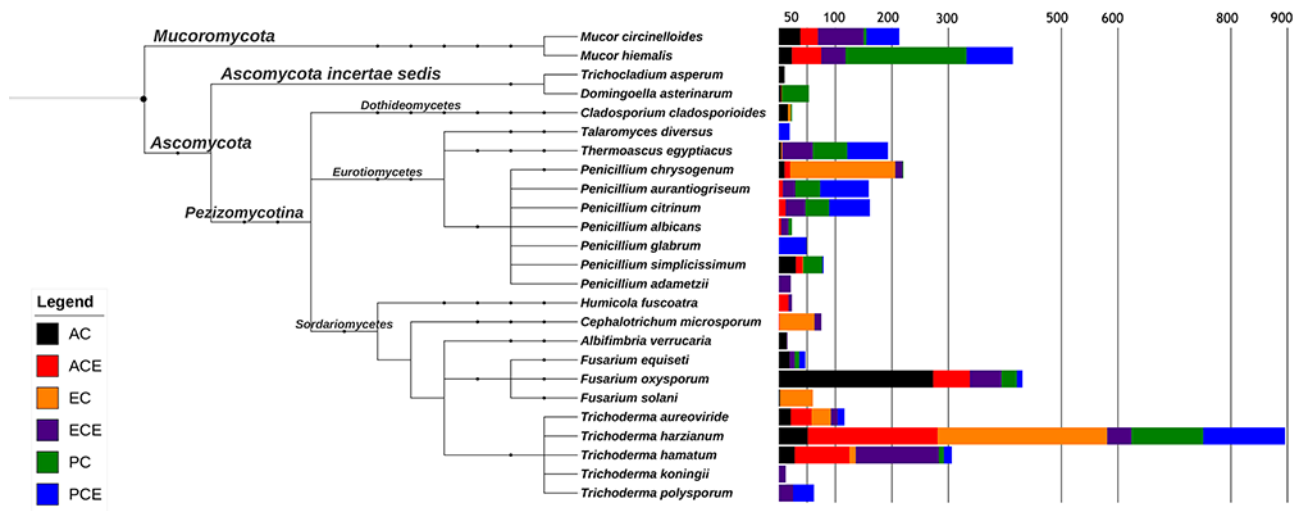 50 100 200 300 500 600 800 900
Mucoromycota
Mucor circinelloides
Mucor hiemalis
Ascomycota incertae sedis
Trichocladium asperum
Domingoella asterinarum
Dothideomycetes
Cladosporium cladosporioides
Ascomycota
Talaromyces diversus
Thermoascus egyptiacus
Eurotiomycetes
Penicillium chrysogenum
Penicillium aurantiogriseum
Pezizomycotina
Penicillium citrinum
Penicillium albicans
Penicillium glabrum
Penicillium simplicissimum
Penicillium adametzii
Humicola fuscoatra
Sordariomycetes
Cephalotrichum microsporum
Albifimbria verrucaria
Fusarium equiseti
Fusarium oxysporum
Fusarium solani
Trichoderma aureoviride
Trichoderma harzianum
Trichoderma hamatum
Trichoderma koningii
Trichoderma polysporum
Legend
AC
ACE
EC
ECE
PC
PCE